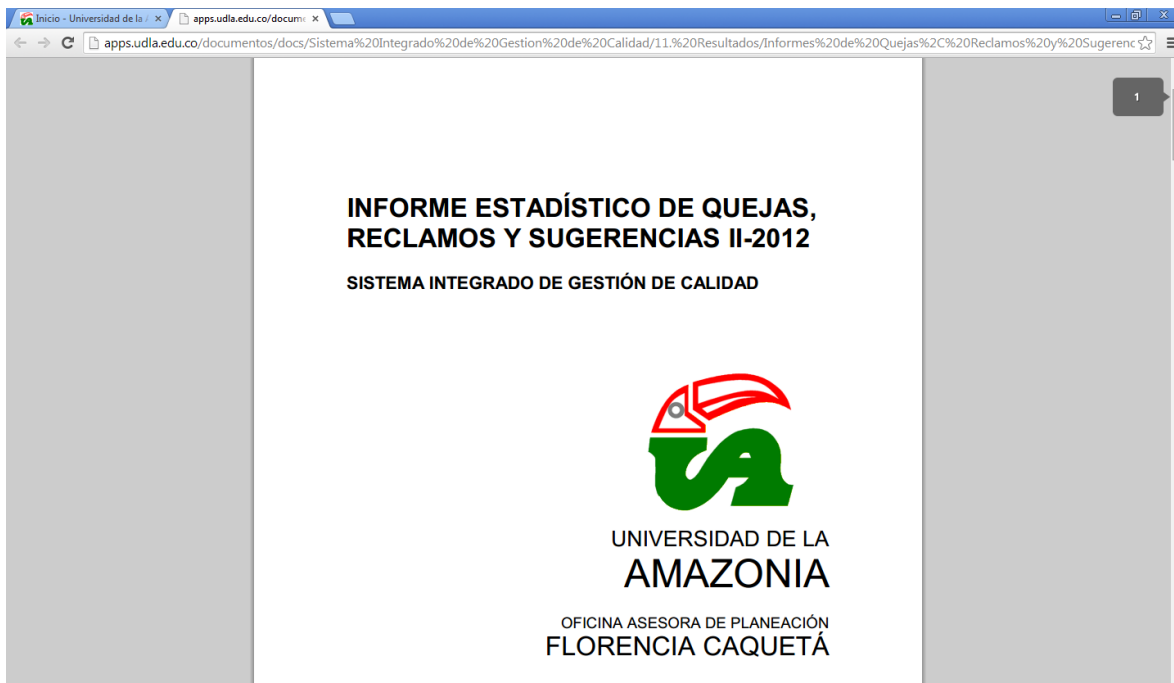 Inicio - Universidad de la A
apps.udla.edu.co/docume
apps.udla.edu.co/documentos/docs/Sistema%20Integrado%20de%20Gestion%20de%20Calidad/11.%20Resultados/Informes%20de%20Quejas%2C%20Reclamos%20y%20Sugerenc
1
INFORME ESTADÍSTICO DE QUEJAS,
RECLAMOS Y SUGERENCIAS II-2012
SISTEMA INTEGRADO DE GESTIÓN DE CALIDAD
UA
UNIVERSIDAD DE LA
AMAZONIA
OFICINA ASESORA DE PLANEACIÓN
FLORENCIA CAQUETÁ